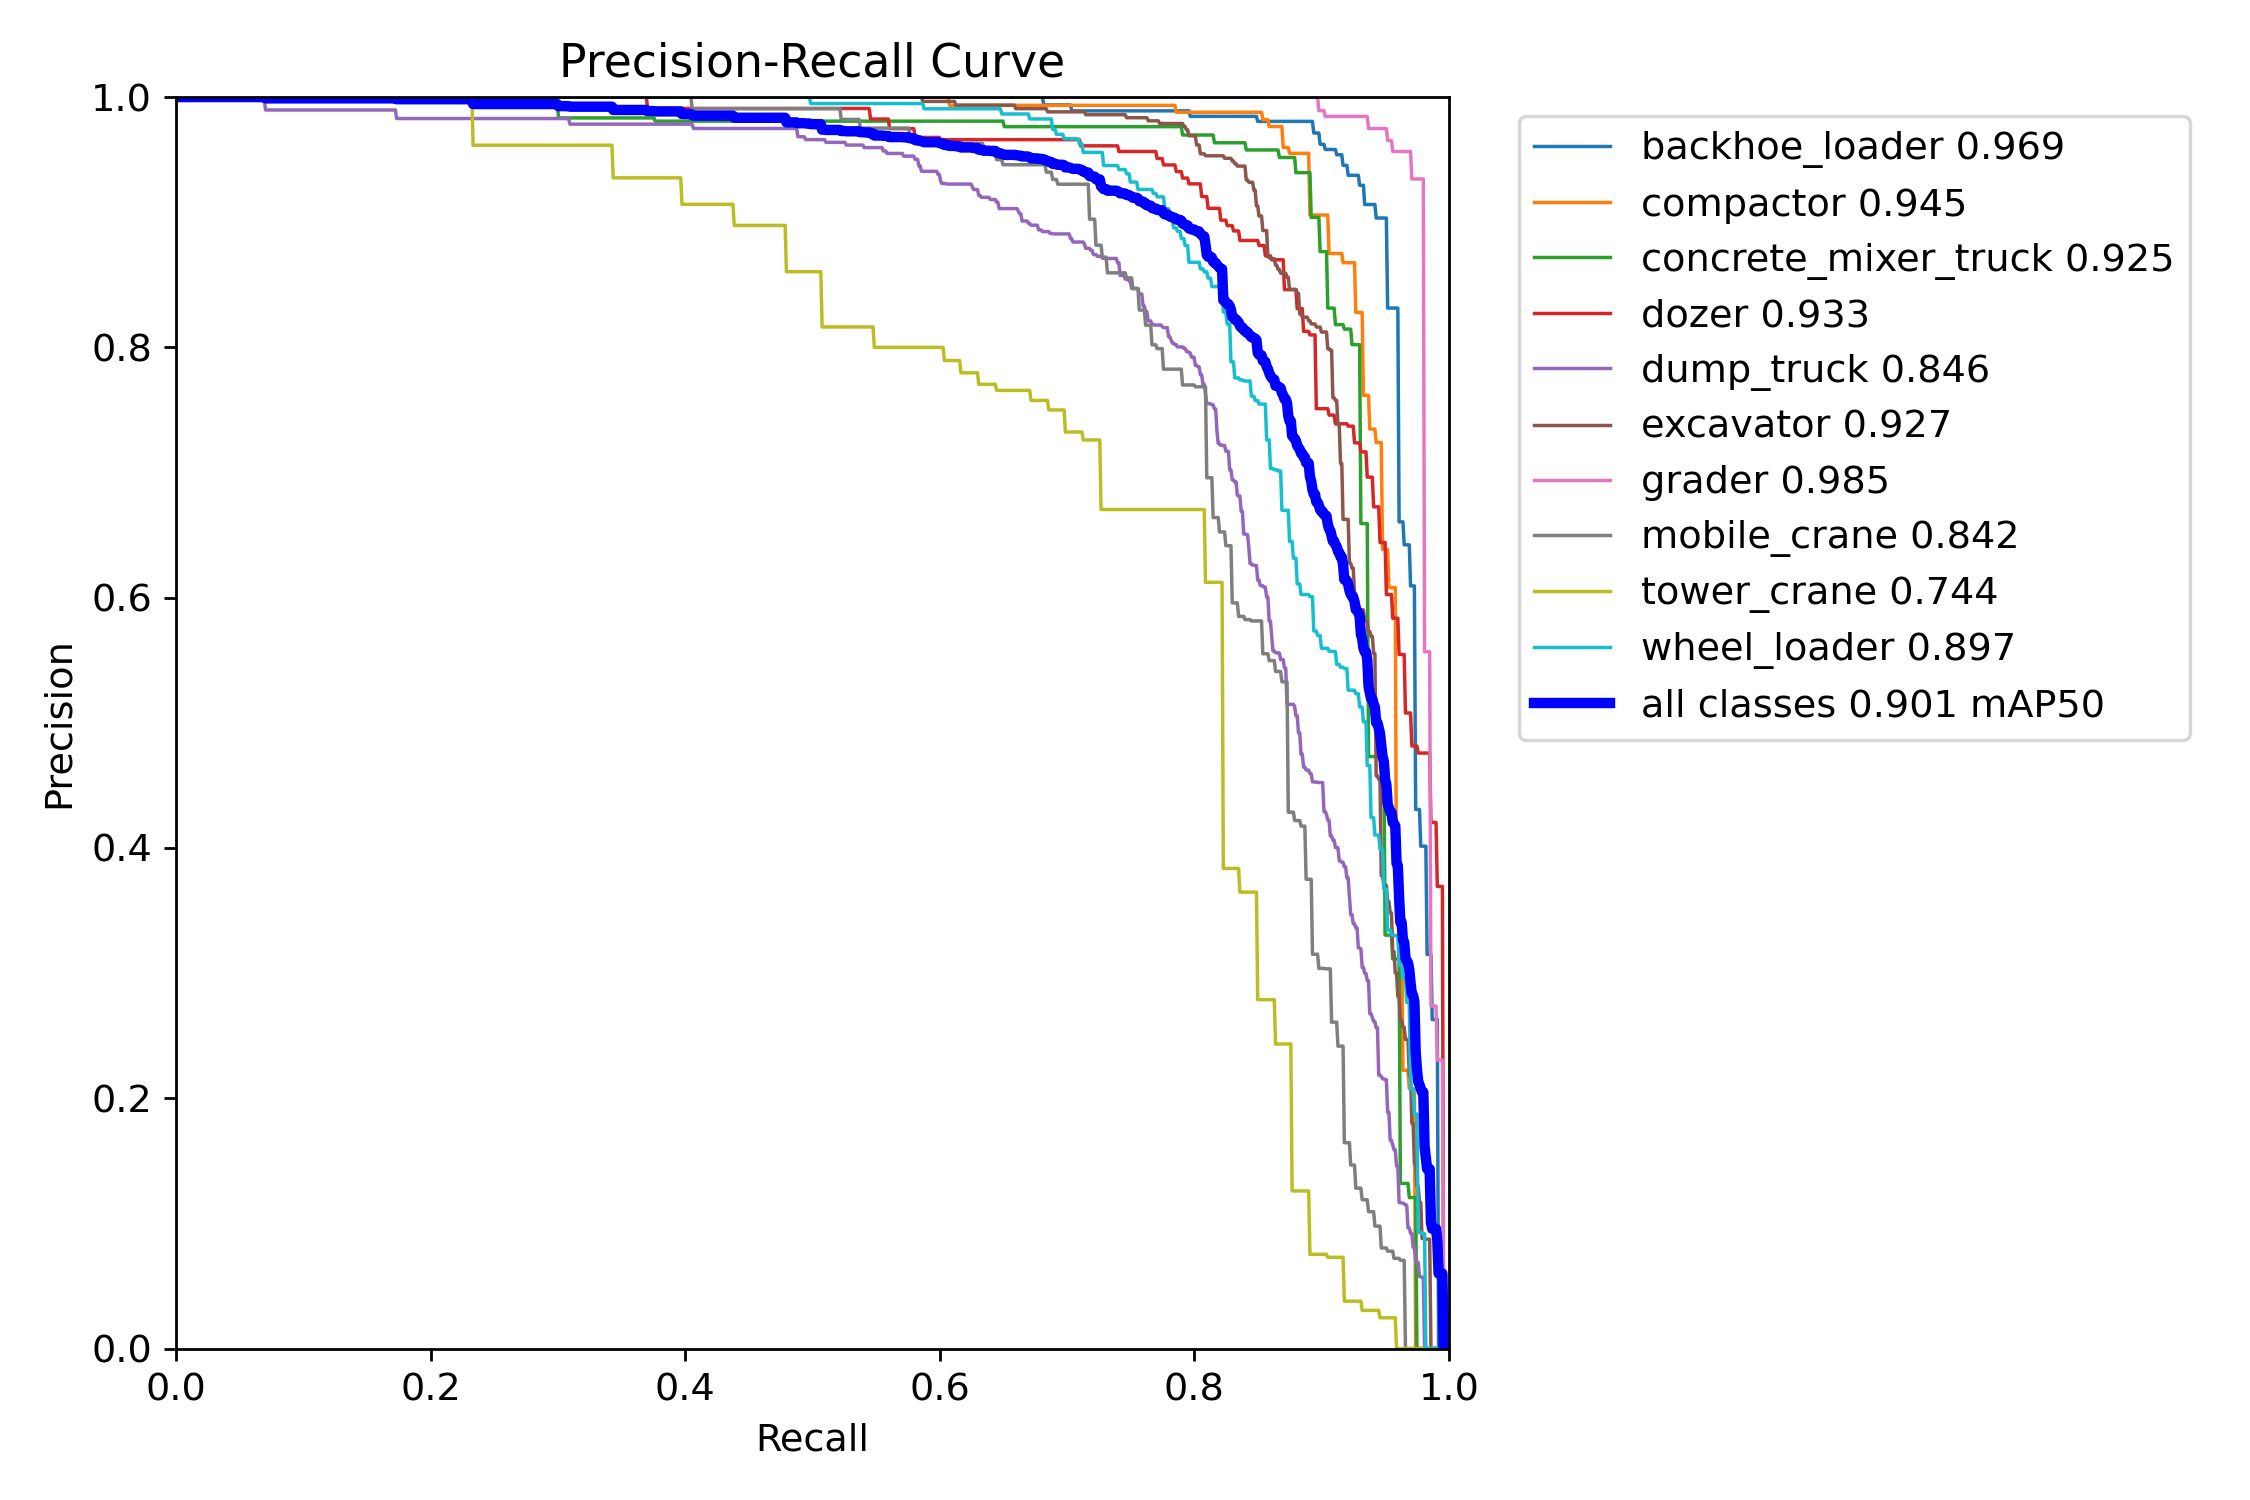 Precision-Recall Curve
1.0
0.8
0.6
0.4
0.2
0.0
Precision
0.0 0.2 0.4 0.6 0.8 1.0
Recall
backhoe_loader 0.969
compactor 0.945
concrete_mixer_truck 0.925
dozer 0.933
dump_truck 0.846
excavator 0.927
grader 0.985
mobile_crane 0.842
tower_crane 0.744
wheel_loader 0.897
all classes 0.901 mAP50